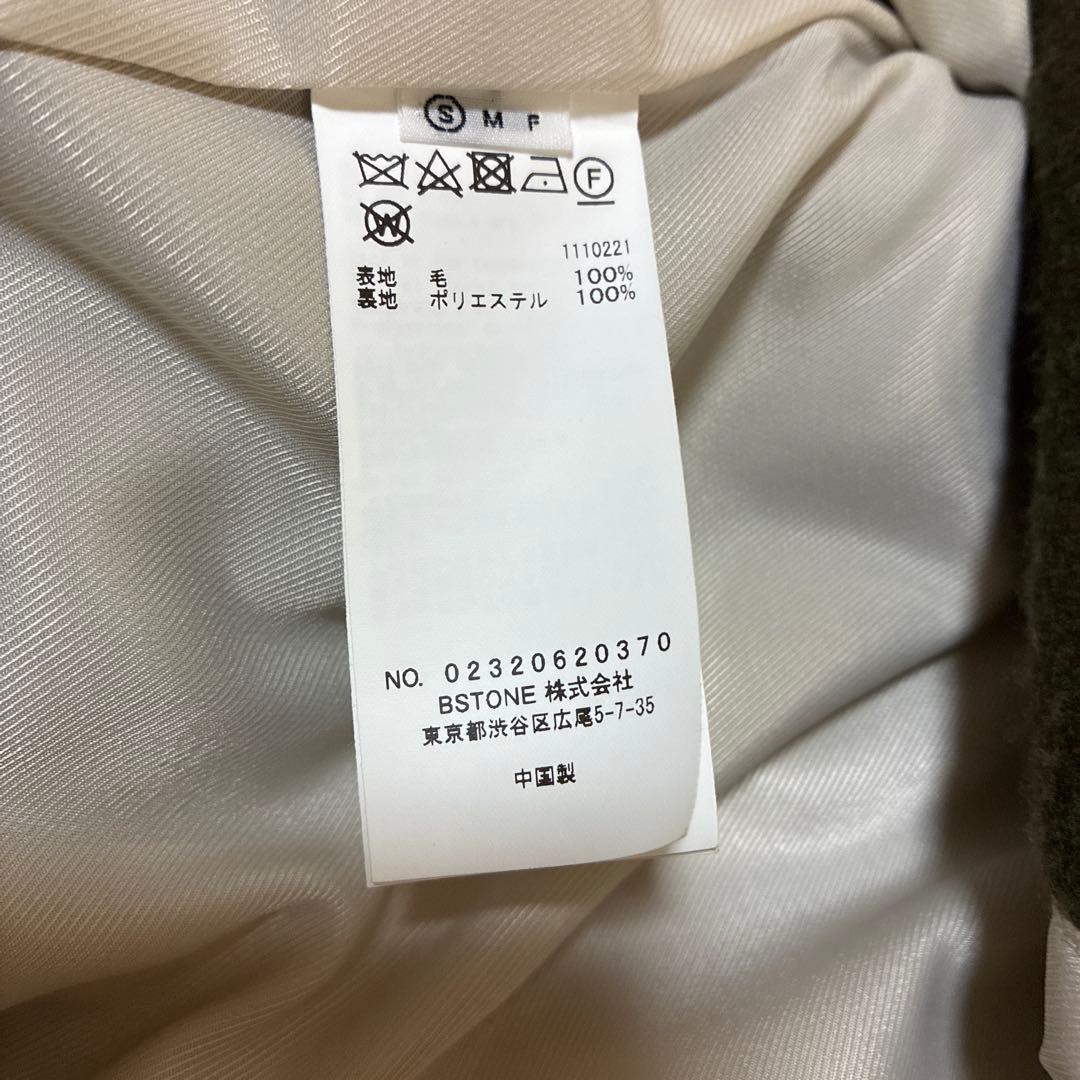 S M F
F
W
1110221
表地 毛 100%
裏地 ポリエステル 100%
NO. 02320620370
BSTONE 株式会社
東京都渋谷区広尾5-7-35
中国製